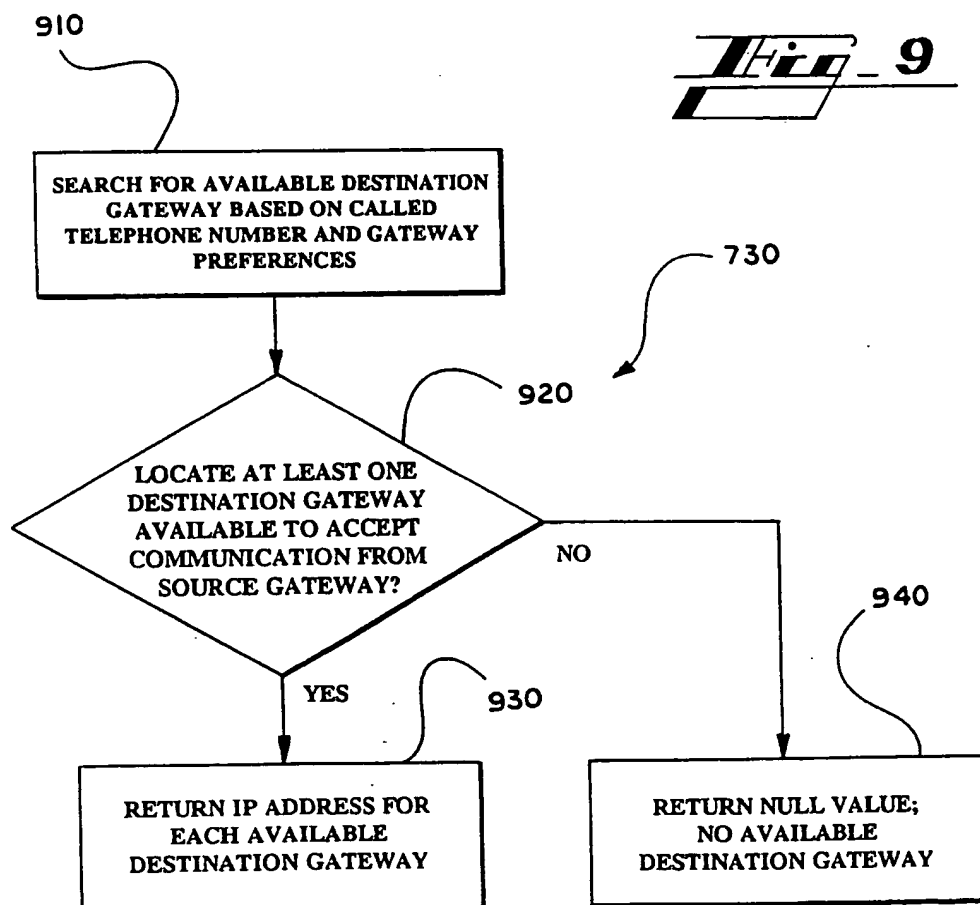 910
Fig_ 9
SEARCH FOR AVAILABLE DESTINATION
GATEWAY BASED ON CALLED
TELEPHONE NUMBER AND GATEWAY
PREFERENCES
730
920
LOCATE AT LEAST ONE
DESTINATION GATEWAY
AVAILABLE TO ACCEPT
COMMUNICATION FROM
SOURCE GATEWAY?
NO
940
YES
930
RETURN IP ADDRESS FOR
EACH AVAILABLE
DESTINATION GATEWAY
RETURN NULL VALUE;
NO AVAILABLE
DESTINATION GATEWAY